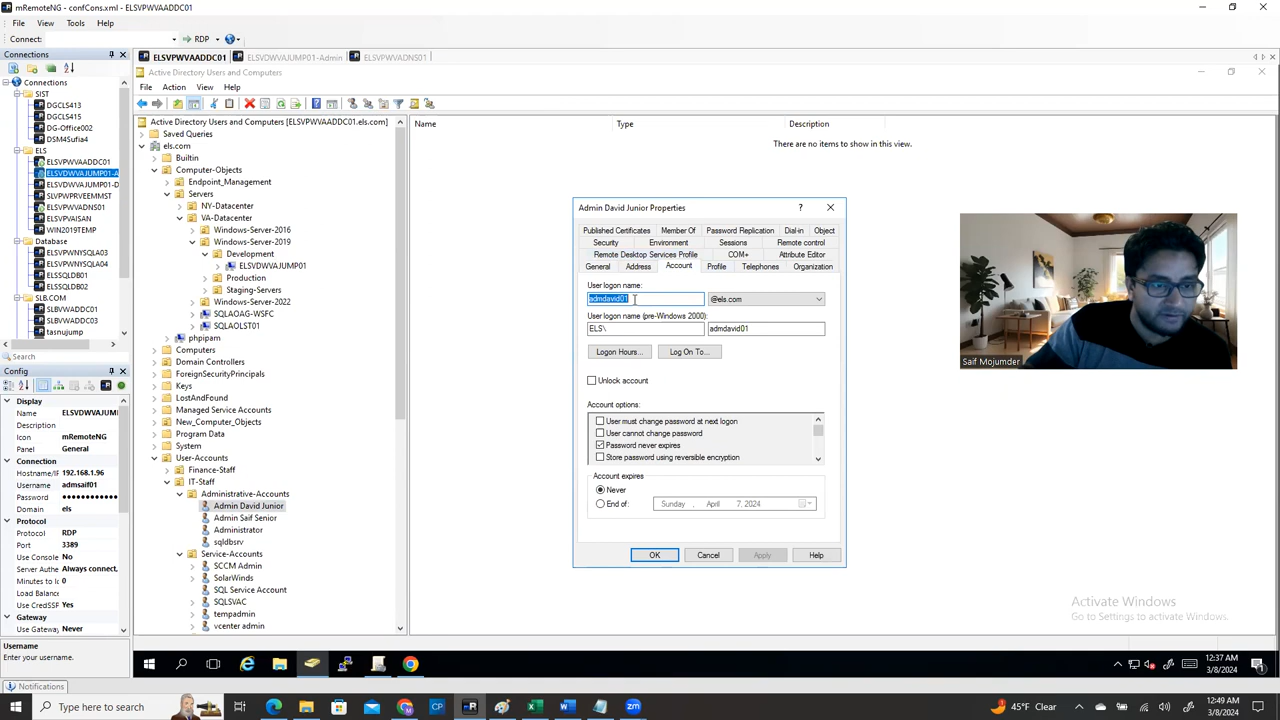 mRemoteNG - confCons.xml - ELSVPWVAADDC01
File View Tools Help
Connect: RDP
Connections
Connections
SIST
DGCLS413
DGCLS415
DG-Office002
DSM4Sufia4
ELS
ELSVPWVAADDC01
ELSVDWVAJUMP01-A
ELSVDWVAJUMP01-D
SLVPWPRVEEMMST
ELSVPWVADNS01
ELSVPVAISAN
WIN2019TEMP
Database
ELSVPWNYSQLA03
ELSVPWNYSQLA04
ELSSQLDB01
ELSSQLDB02
SLB.COM
SLBVWVADDC01
SLBVWVADDC03
tasnujump
Search
Config
Display
Name ELSVDWVAJUMI
Description
Icon mRemoteNG
Panel General
Connection
Hostname/IP 192.168.1.96
Username admsaif01
Password ●●●●●●●●●●●●
Domain els
Protocol
Protocol RDP
Port 3389
Use Console No
Server Auth Always connect,
Minutes to Id 0
Load Balance
Use CredSSP Yes
Gateway
Use Gateway Never
Username
Enter your username.
Notifications
ELSVPWVAADDC01 ELSVDWVAJUMP01-Admin ELSVPWVADNS01
Active Directory Users and Computers
File Action View Help
Active Directory Users and Computers [ELSVPWVAADDC01.els.com]
Saved Queries
els.com
Builtin
Computer-Objects
Endpoint_Management
Servers
NY-Datacenter
VA-Datacenter
Windows-Server-2016
Windows-Server-2019
Development
ELSVDWVAJUMP01
Production
Staging-Servers
Windows-Server-2022
SQLAOAG-WSFC
SQLAOLST01
phpipam
Computers
Domain Controllers
ForeignSecurityPrincipals
Keys
LostAndFound
Managed Service Accounts
New_Computer_Objects
Program Data
System
User-Accounts
Finance-Staff
IT-Staff
Administrative-Accounts
Admin David Junior
Admin Saif Senior
Administrator
sqldbsrv
Service-Accounts
SCCM Admin
SolarWinds
SQL Service Account
SQLSVAC
tempadmin
vcenter admin
Name Type Description
There are no items to show in this view.
Admin David Junior Properties
Published Certificates Member Of Password Replication Dial-in Object
Security Environment Sessions Remote control
Remote Desktop Services Profile COM+ Attribute Editor
General Address Account Profile Telephones Organization
User logon name:
admdavid01 @els.com
User logon name (pre-Windows 2000):
ELS\ admdavid01
Logon Hours... Log On To...
Unlock account
Account options:
User must change password at next logon
User cannot change password
Password never expires
Store password using reversible encryption
Account expires
Never
End of: Sunday , April 7, 2024
OK Cancel Apply Help
Saif Mojumder
Activate Windows
Go to Settings to activate Windows.
12:37 AM
3/8/2024
Type here to search
45°F Clear
12:49 AM
3/8/2024